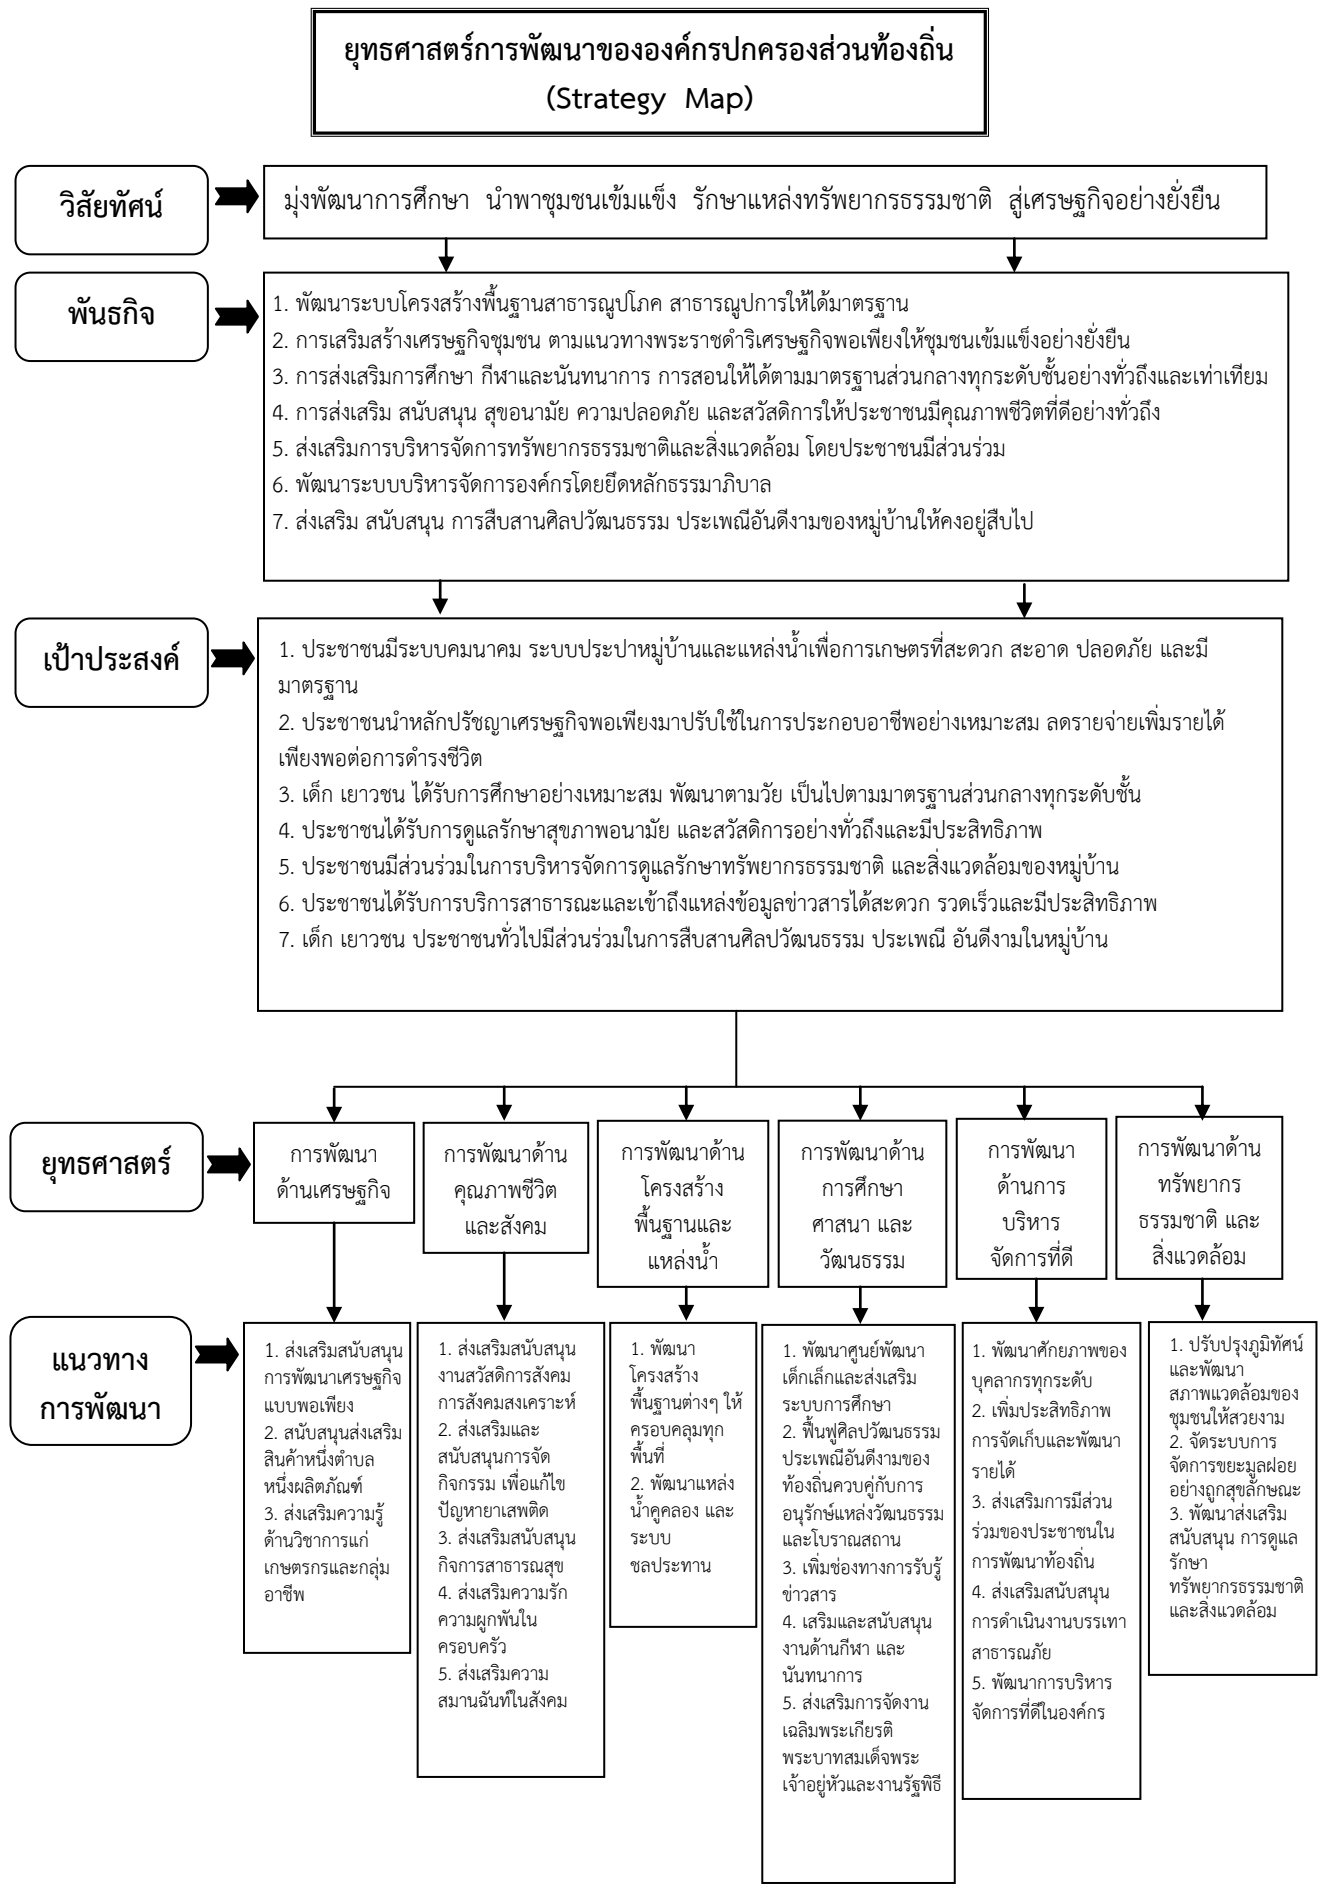 ยุทธศาสตร์การพัฒนาขององค์กรปกครองส่วนท้องถิ่น
(Strategy Map)
วิสัยทัศน์
มุ่งพัฒนาการศึกษา นำพาชุมชนเข้มแข็ง รักษาแหล่งทรัพยากรธรรมชาติ สู่เศรษฐกิจอย่างยั่งยืน
พันธกิจ
1. พัฒนาระบบโครงสร้างพื้นฐานสาธารณูปโภค สาธารณูปการให้ได้มาตรฐาน
2. การเสริมสร้างเศรษฐกิจชุมชน ตามแนวทางพระราชดำริเศรษฐกิจพอเพียงให้ชุมชนเข้มแข็งอย่างยั่งยืน
3. การส่งเสริมการศึกษา กีฬาและนันทนาการ การสอนให้ได้ตามมาตรฐานส่วนกลางทุกระดับชั้นอย่างทั่วถึงและเท่าเทียม
4. การส่งเสริม สนับสนุน สุขอนามัย ความปลอดภัย และสวัสดิการให้ประชาชนมีคุณภาพชีวิตที่ดีอย่างทั่วถึง
5. ส่งเสริมการบริหารจัดการทรัพยากรธรรมชาติและสิ่งแวดล้อม โดยประชาชนมีส่วนร่วม
6. พัฒนาระบบบริหารจัดการองค์กรโดยยึดหลักธรรมาภิบาล
7. ส่งเสริม สนับสนุน การสืบสานศิลปวัฒนธรรม ประเพณีอันดีงามของหมู่บ้านให้คงอยู่สืบไป
เป้าประสงค์
1. ประชาชนมีระบบคมนาคม ระบบประปาหมู่บ้านและแหล่งน้ำเพื่อการเกษตรที่สะดวก สะอาด ปลอดภัย และมี
มาตรฐาน
2. ประชาชนนำหลักปรัชญาเศรษฐกิจพอเพียงมาปรับใช้ในการประกอบอาชีพอย่างเหมาะสม ลดรายจ่ายเพิ่มรายได้
เพียงพอต่อการดำรงชีวิต
3. เด็ก เยาวชน ได้รับการศึกษาอย่างเหมาะสม พัฒนาตามวัย เป็นไปตามมาตรฐานส่วนกลางทุกระดับชั้น
4. ประชาชนได้รับการดูแลรักษาสุขภาพอนามัย และสวัสดิการอย่างทั่วถึงและมีประสิทธิภาพ
5. ประชาชนมีส่วนร่วมในการบริหารจัดการดูแลรักษาทรัพยากรธรรมชาติ และสิ่งแวดล้อมของหมู่บ้าน
6. ประชาชนได้รับการบริการสาธารณะและเข้าถึงแหล่งข้อมูลข่าวสารได้สะดวก รวดเร็วและมีประสิทธิภาพ
7. เด็ก เยาวชน ประชาชนทั่วไปมีส่วนร่วมในการสืบสานศิลปวัฒนธรรม ประเพณี อันดีงามในหมู่บ้าน
ยุทธศาสตร์
การพัฒนา
ด้านเศรษฐกิจ
การพัฒนาด้าน
คุณภาพชีวิต
และสังคม
การพัฒนาด้าน
โครงสร้าง
พื้นฐานและ
แหล่งน้ำ
การพัฒนาด้าน
การศึกษา
ศาสนา และ
วัฒนธรรม
การพัฒนา
ด้านการ
บริหาร
จัดการที่ดี
การพัฒนาด้าน
ทรัพยากร
ธรรมชาติ และ
สิ่งแวดล้อม
แนวทาง
การพัฒนา
1. ส่งเสริมสนับสนุน
การพัฒนาเศรษฐกิจ
แบบพอเพียง
2. สนับสนุนส่งเสริม
สินค้าหนึ่งตำบล
หนึ่งผลิตภัณฑ์
3. ส่งเสริมความรู้
ด้านวิชาการแก่
เกษตรกรและกลุ่ม
อาชีพ
1. ส่งเสริมสนับสนุน
งานสวัสดิการสังคม
การสังคมสงเคราะห์
2. ส่งเสริมและ
สนับสนุนการจัด
กิจกรรม เพื่อแก้ไข
ปัญหายาเสพติด
3. ส่งเสริมสนับสนุน
กิจการสาธารณสุข
4. ส่งเสริมความรัก
ความผูกพันใน
ครอบครัว
5. ส่งเสริมความ
สมานฉันท์ในสังคม
1. พัฒนา
โครงสร้าง
พื้นฐานต่างๆ ให้
ครอบคลุมทุก
พื้นที่
2. พัฒนาแหล่ง
น้ำคูคลอง และ
ระบบ
ชลประทาน
1. พัฒนาศูนย์พัฒนา
เด็กเล็กและส่งเสริม
ระบบการศึกษา
2. ฟื้นฟูศิลปวัฒนธรรม
ประเพณีอันดีงามของ
ท้องถิ่นควบคู่กับการ
อนุรักษ์แหล่งวัฒนธรรม
และโบราณสถาน
3. เพิ่มช่องทางการรับรู้
ข่าวสาร
4. เสริมและสนับสนุน
งานด้านกีฬา และ
นันทนาการ
5. ส่งเสริมการจัดงาน
เฉลิมพระเกียรติ
พระบาทสมเด็จพระ
เจ้าอยู่หัวและงานรัฐพิธี
1. พัฒนาศักยภาพของ
บุคลากรทุกระดับ
2. เพิ่มประสิทธิภาพ
การจัดเก็บและพัฒนา
รายได้
3. ส่งเสริมการมีส่วน
ร่วมของประชาชนใน
การพัฒนาท้องถิ่น
4. ส่งเสริมสนับสนุน
การดำเนินงานบรรเทา
สาธารณภัย
5. พัฒนาการบริหาร
จัดการที่ดีในองค์กร
1. ปรับปรุงภูมิทัศน์
และพัฒนา
สภาพแวดล้อมของ
ชุมชนให้สวยงาม
2. จัดระบบการ
จัดการขยะมูลฝอย
อย่างถูกสุขลักษณะ
3. พัฒนาส่งเสริม
สนับสนุน การดูแล
รักษา
ทรัพยากรธรรมชาติ
และสิ่งแวดล้อม